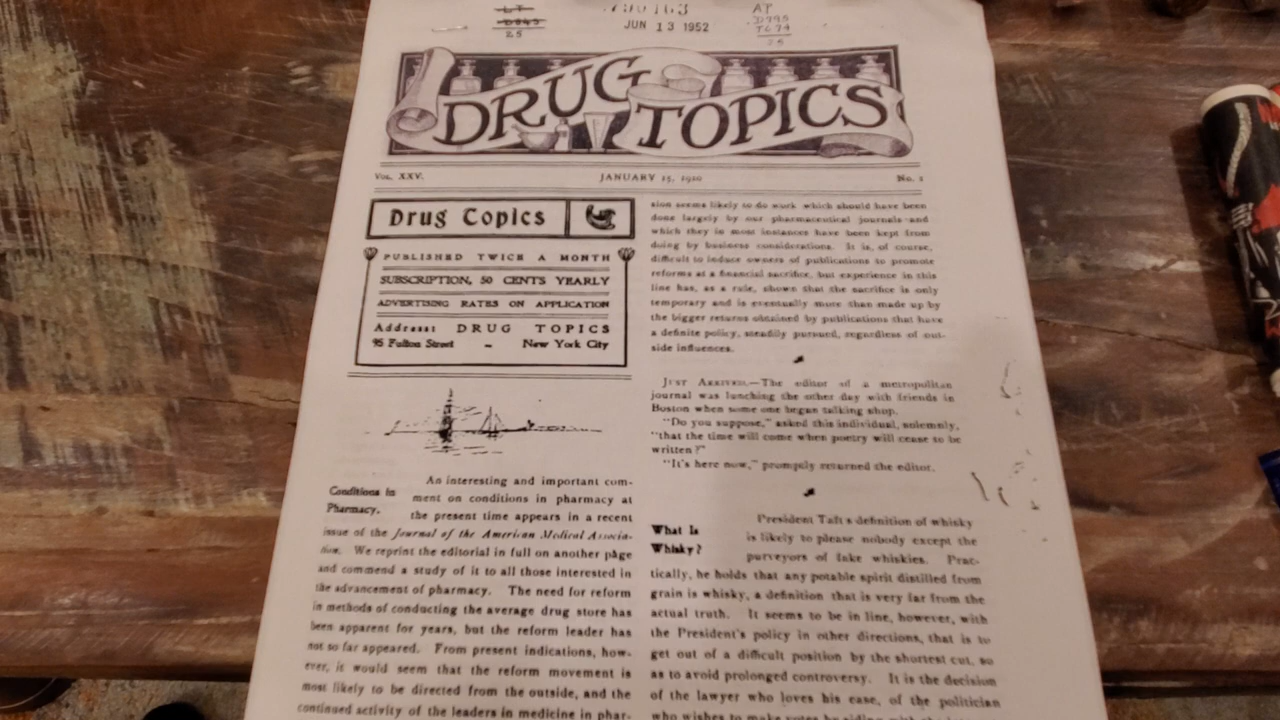 LT
D845
25
JUN 13 1952
AP
D795
TC74
25
DRUG TOPICS
VOL. XXV.
JANUARY 15, 1910
No. 1
Drug Topics
PUBLISHED TWICE A MONTH
SUBSCRIPTION, 50 CENTS YEARLY
ADVERTISING RATES ON APPLICATION
Address: DRUG TOPICS
95 Fulton Street - New York City
Conditions in
Pharmacy.
An interesting and important com-
ment on conditions in pharmacy at
the present time appears in a recent
issue of the Journal of the American Medical Associa-
tion. We reprint the editorial in full on another page
and commend a study of it to all those interested in
the advancement of pharmacy. The need for reform
in methods of conducting the average drug store has
been apparent for years, but the reform leader has
not so far appeared. From present indications, how-
ever, it would seem that the reform movement is
most likely to be directed from the outside, and the
continued activity of the leaders in medicine in phar-
sion seems likely to do work which should have been
done largely by our pharmaceutical journals and
which they in most instances have been kept from
doing by business considerations. It is, of course,
difficult to induce owners of publications to promote
reforms at a financial sacrifice, but experience in this
line has, as a rule, shown that the sacrifice is only
temporary and is eventually more than made up by
the bigger returns obtained by publications that have
a definite policy, steadily pursued, regardless of out-
side influences.
JUST ARRIVED.—The editor of a metropolitan
journal was lunching the other day with friends in
Boston when some one began talking shop.
"Do you suppose," asked this individual, solemnly,
"that the time will come when poetry will cease to be
written?"
"It's here now," promptly returned the editor.
What Is
Whisky?
President Taft's definition of whisky
is likely to please nobody except the
purveyors of fake whiskies. Prac-
tically, he holds that any potable spirit distilled from
grain is whisky, a definition that is very far from the
actual truth. It seems to be in line, however, with
the President's policy in other directions, that is to
get out of a difficult position by the shortest cut, so
as to avoid prolonged controversy. It is the decision
of the lawyer who loves his ease, of the politician
who wishes to make votes by siding with the